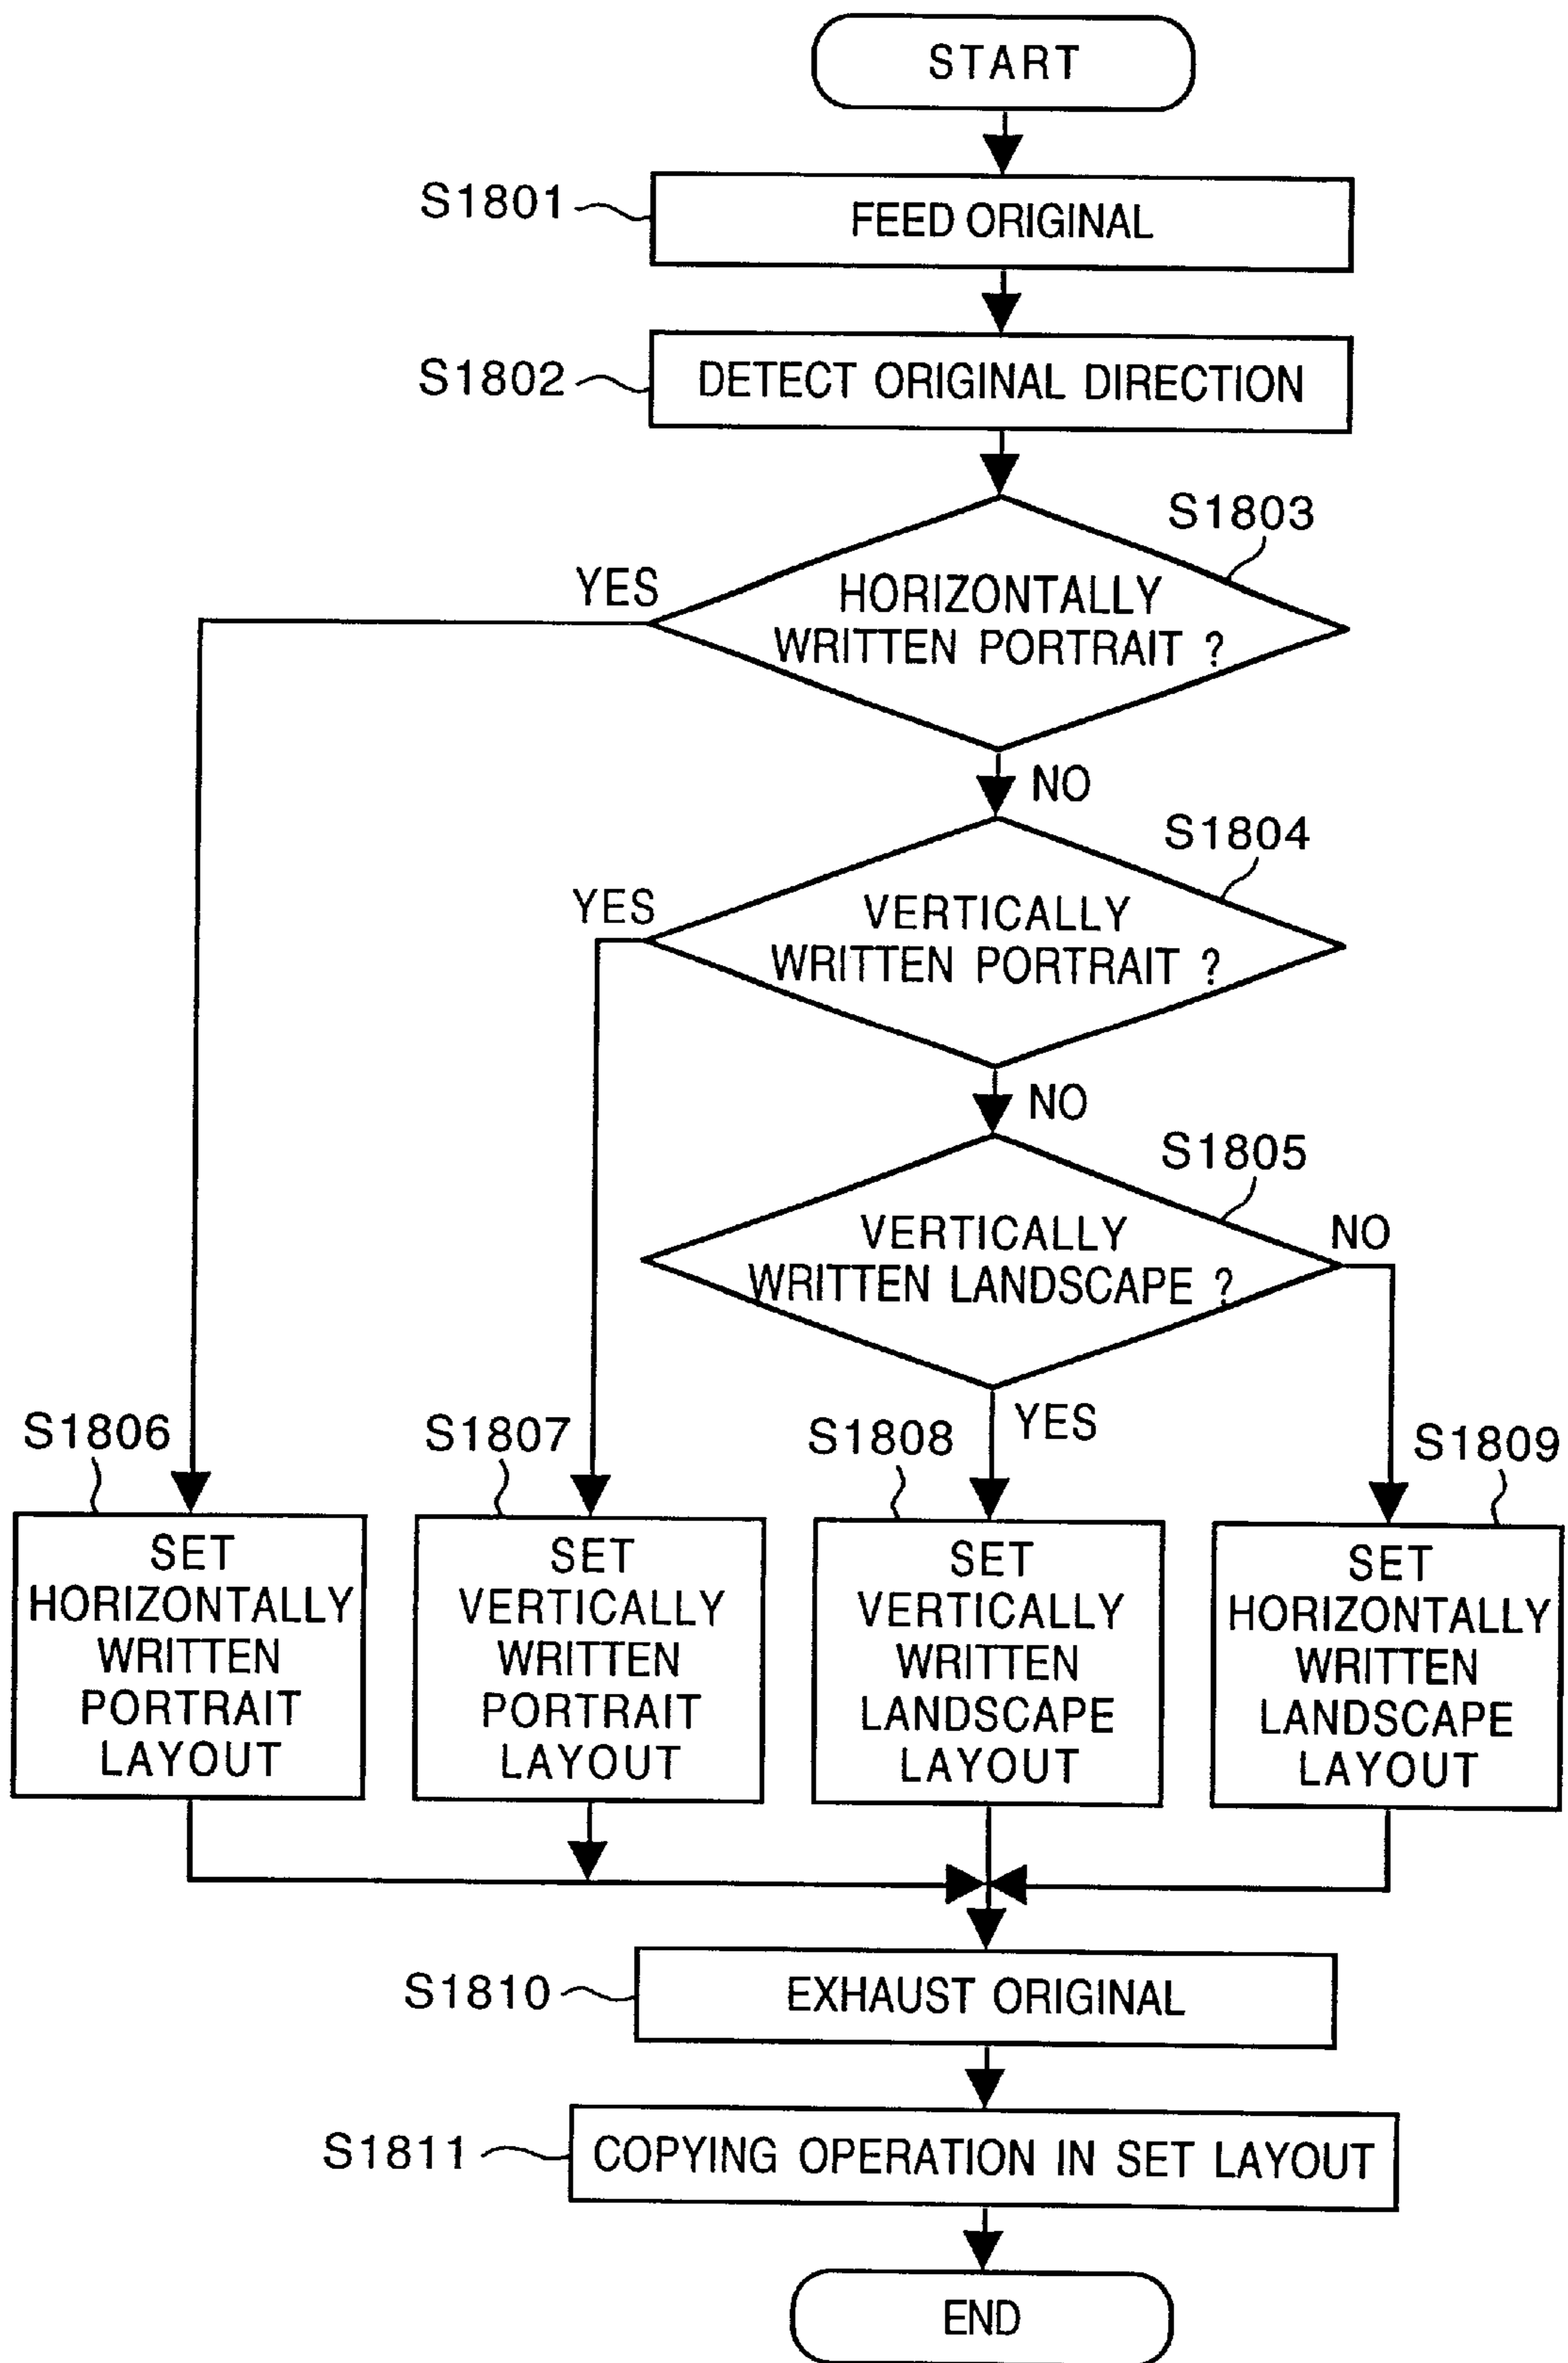 START
S1801
FEED ORIGINAL
S1802
DETECT ORIGINAL DIRECTION
S1803
YES
HORIZONTALLY
WRITTEN PORTRAIT ?
NO
S1804
YES
VERTICALLY
WRITTEN PORTRAIT ?
NO
S1805
VERTICALLY
WRITTEN LANDSCAPE ?
NO
YES
S1806
SET
HORIZONTALLY
WRITTEN
PORTRAIT
LAYOUT
S1807
SET
VERTICALLY
WRITTEN
PORTRAIT
LAYOUT
S1808
SET
VERTICALLY
WRITTEN
LANDSCAPE
LAYOUT
S1809
SET
HORIZONTALLY
WRITTEN
LANDSCAPE
LAYOUT
S1810
EXHAUST ORIGINAL
S1811
COPYING OPERATION IN SET LAYOUT
END